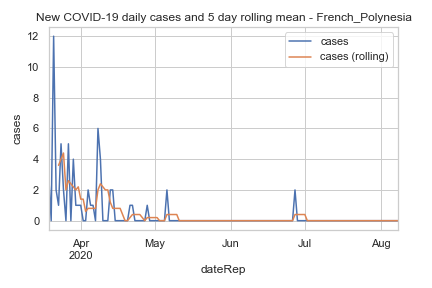 New COVID-19 daily cases and 5 day rolling mean - French_Polynesia
cases
cases (rolling)
cases
12
10
8
6
4
2
0
Apr
2020
May
Jun
Jul
Aug
dateRep